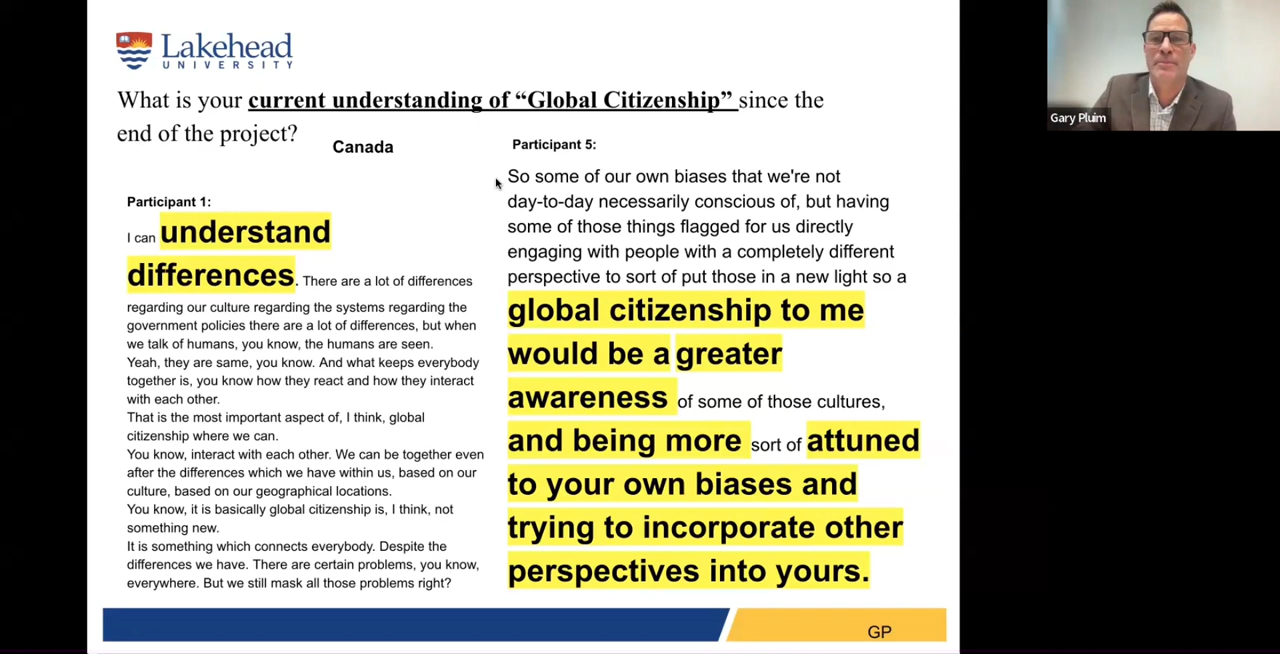 Lakehead
UNIVERSITY
What is your current understanding of “Global Citizenship” since the
end of the project?
Canada
Participant 1:
I can understand
differences. There are a lot of differences
regarding our culture regarding the systems regarding the
government policies there are a lot of differences, but when
we talk of humans, you know, the humans are seen.
Yeah, they are same, you know. And what keeps everybody
together is, you know how they react and how they interact
with each other.
That is the most important aspect of, I think, global
citizenship where we can.
You know, interact with each other. We can be together even
after the differences which we have within us, based on our
culture, based on our geographical locations.
You know, it is basically global citizenship is, I think, not
something new.
It is something which connects everybody. Despite the
differences we have. There are certain problems, you know,
everywhere. But we still mask all those problems right?
Participant 5:
So some of our own biases that we're not
day-to-day necessarily conscious of, but having
some of those things flagged for us directly
engaging with people with a completely different
perspective to sort of put those in a new light so a
global citizenship to me
would be a greater
awareness of some of those cultures,
and being more sort of attuned
to your own biases and
trying to incorporate other
perspectives into yours.
GP
Gary Pluim